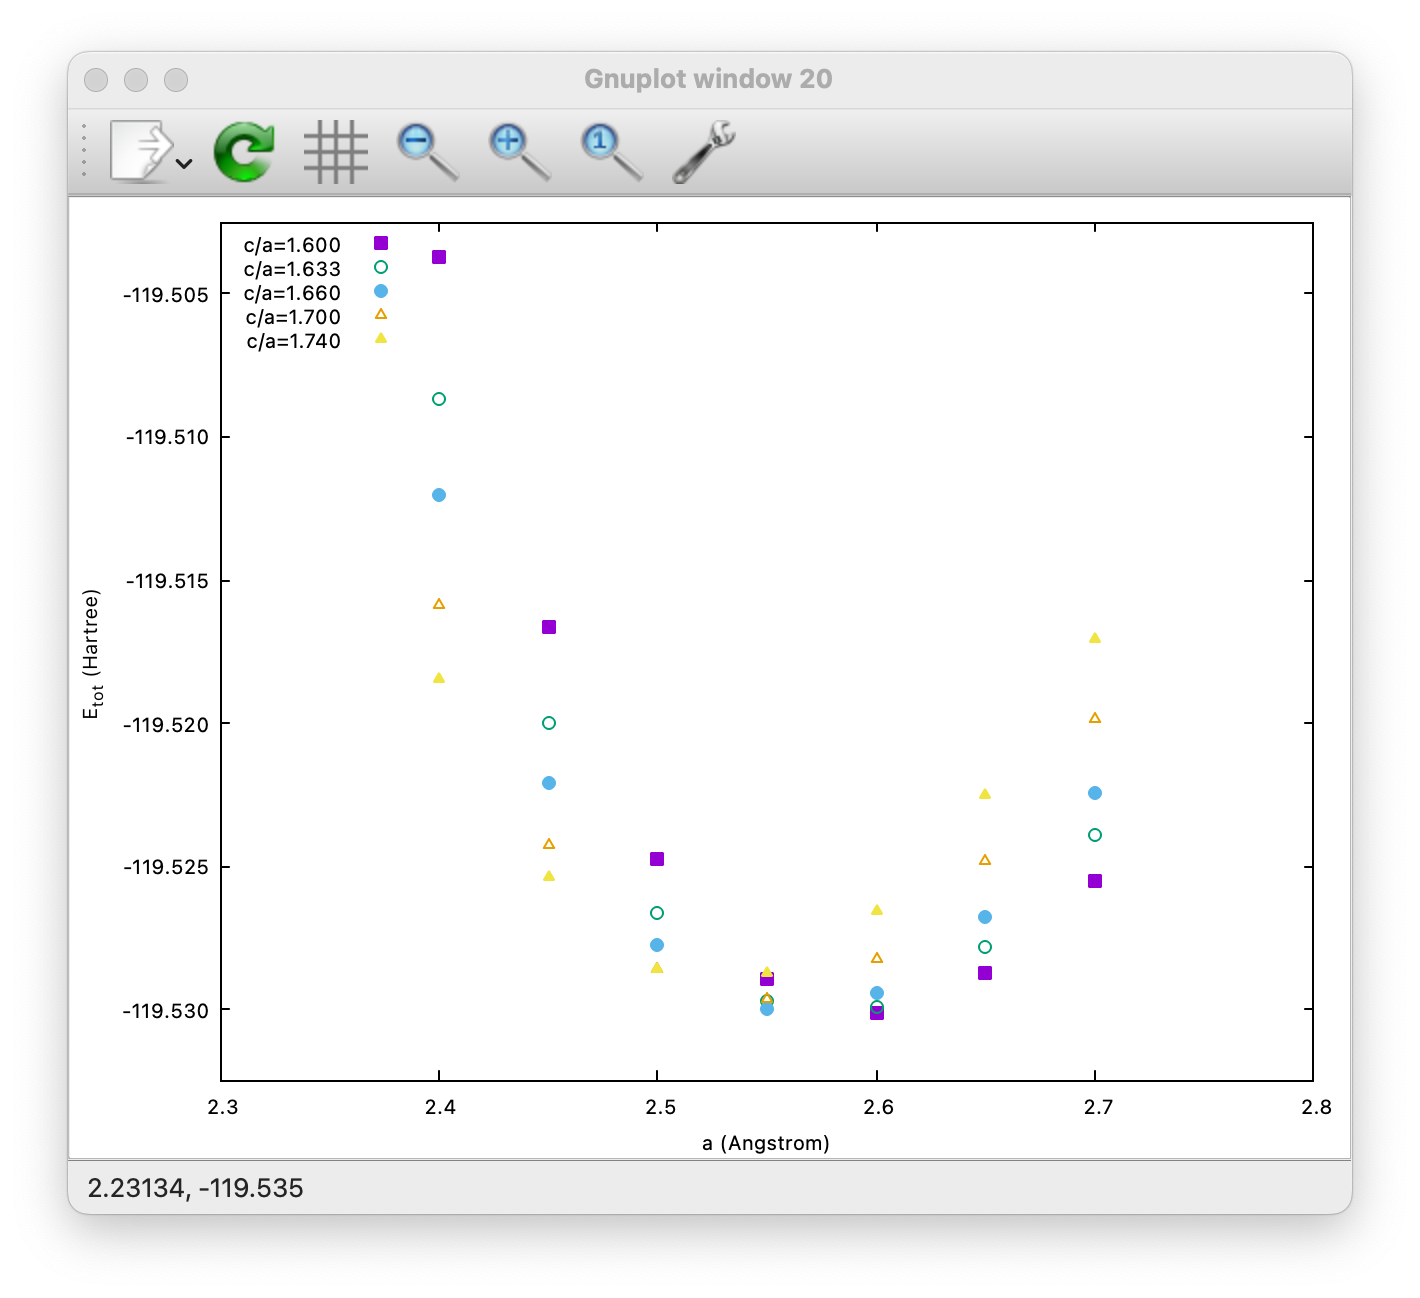 Gnuplot window 20
1
c/a=1.600
c/a=1.633
c/a=1.660
c/a=1.700
c/a=1.740
-119.505
-119.510
-119.515
-119.520
-119.525
-119.530
Etot (Hartree)
2.3 2.4 2.5 2.6 2.7 2.8
a (Angstrom)
2.23134, -119.535